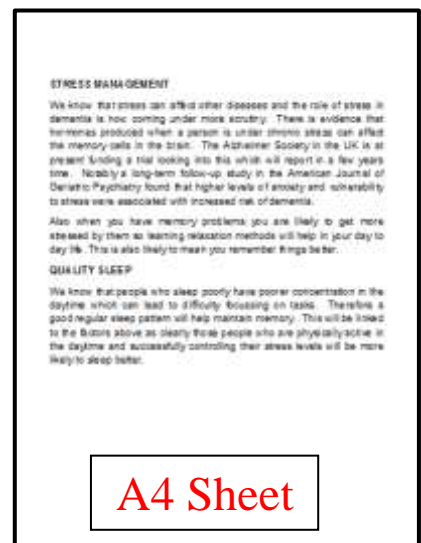 STRESS MANAGEMENT
We know that stress can affect other diseases and the role of stress in
dementia is now coming under more scrutiny. There is evidence that
hormones produced when a person is under chronic stress can affect
the memory cells in the brain. The Alzheimer Society in the UK is at
present funding a trial looking into this which will report in a few years
time. Notably a long-term follow-up study in the American Journal of
Geriatric Psychiatry found that higher levels of anxiety and vulnerability
to stress were associated with increased risk of dementia.
Also when you have memory problems you are likely to get more
stressed by them so learning relaxation methods will help in your day to
day life. This is also likely to mean you remember things better.
QUALITY SLEEP
We know that people who sleep poorly have poorer concentration in the
daytime which can lead to difficulty focussing on tasks. Therefore a
good regular sleep pattern will help maintain memory. This will be linked
to the factors above as clearly those people who are physically active in
the daytime and successfully controlling their stress levels will be more
likely to sleep better.
A4 Sheet